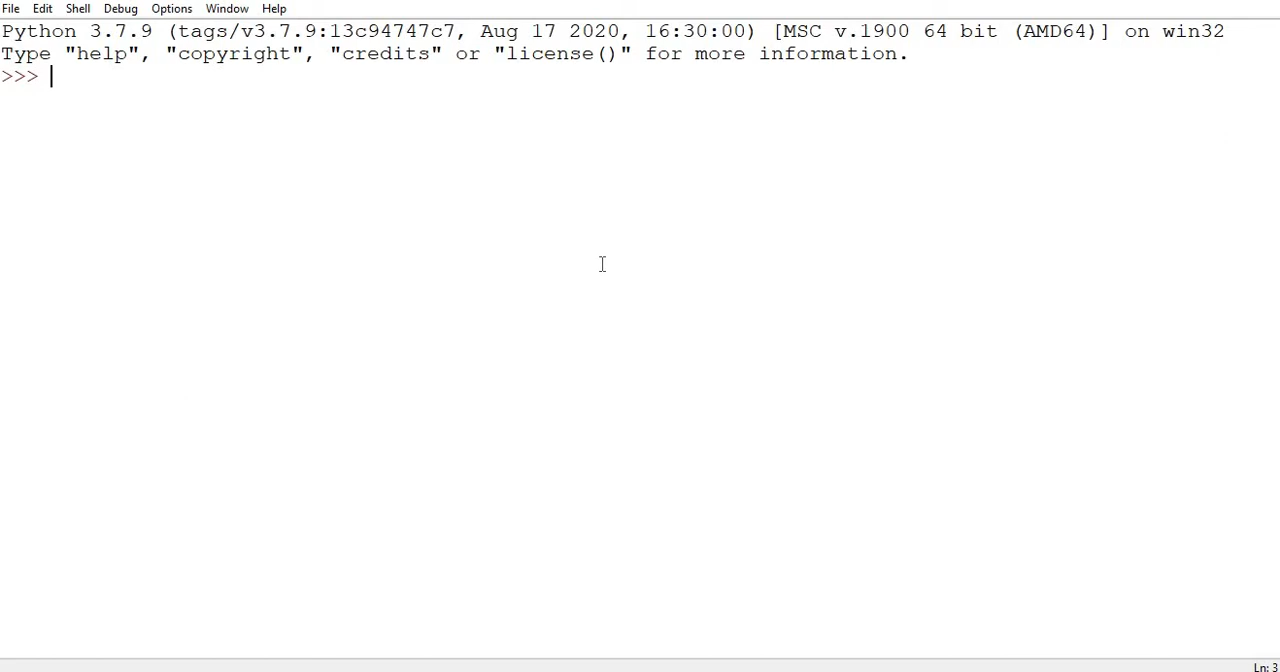 File Edit Shell Debug Options Window Help
Python 3.7.9 (tags/v3.7.9:13c94747c7, Aug 17 2020, 16:30:00) [MSC v.1900 64 bit (AMD64)] on win32
Type "help", "copyright", "credits" or "license()" for more information.
>>>
Ln: 3